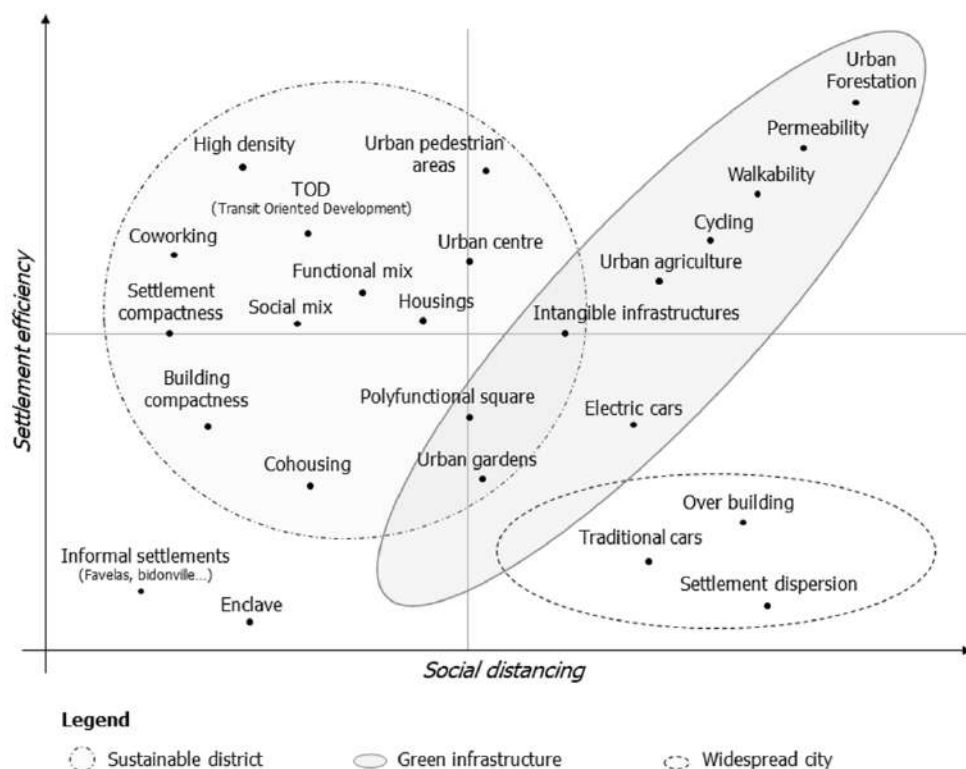 Urban
Forestation
High density
Urban pedestrian
areas
Permeability
TOD
(Transit Oriented Development)
Walkability
Coworking
Urban centre
Cycling
Functional mix
Urban agriculture
Settlement
compactness
Social mix
Housings
Intangible infrastructures
Settlement efficiency
Building
compactness
Polyfunctional square
Electric cars
Cohousing
Urban gardens
Over building
Traditional cars
Informal settlements
(Favelas, bidonville...)
Settlement dispersion
Enclave
Social distancing
Legend
Sustainable district
Green infrastructure
Widespread city